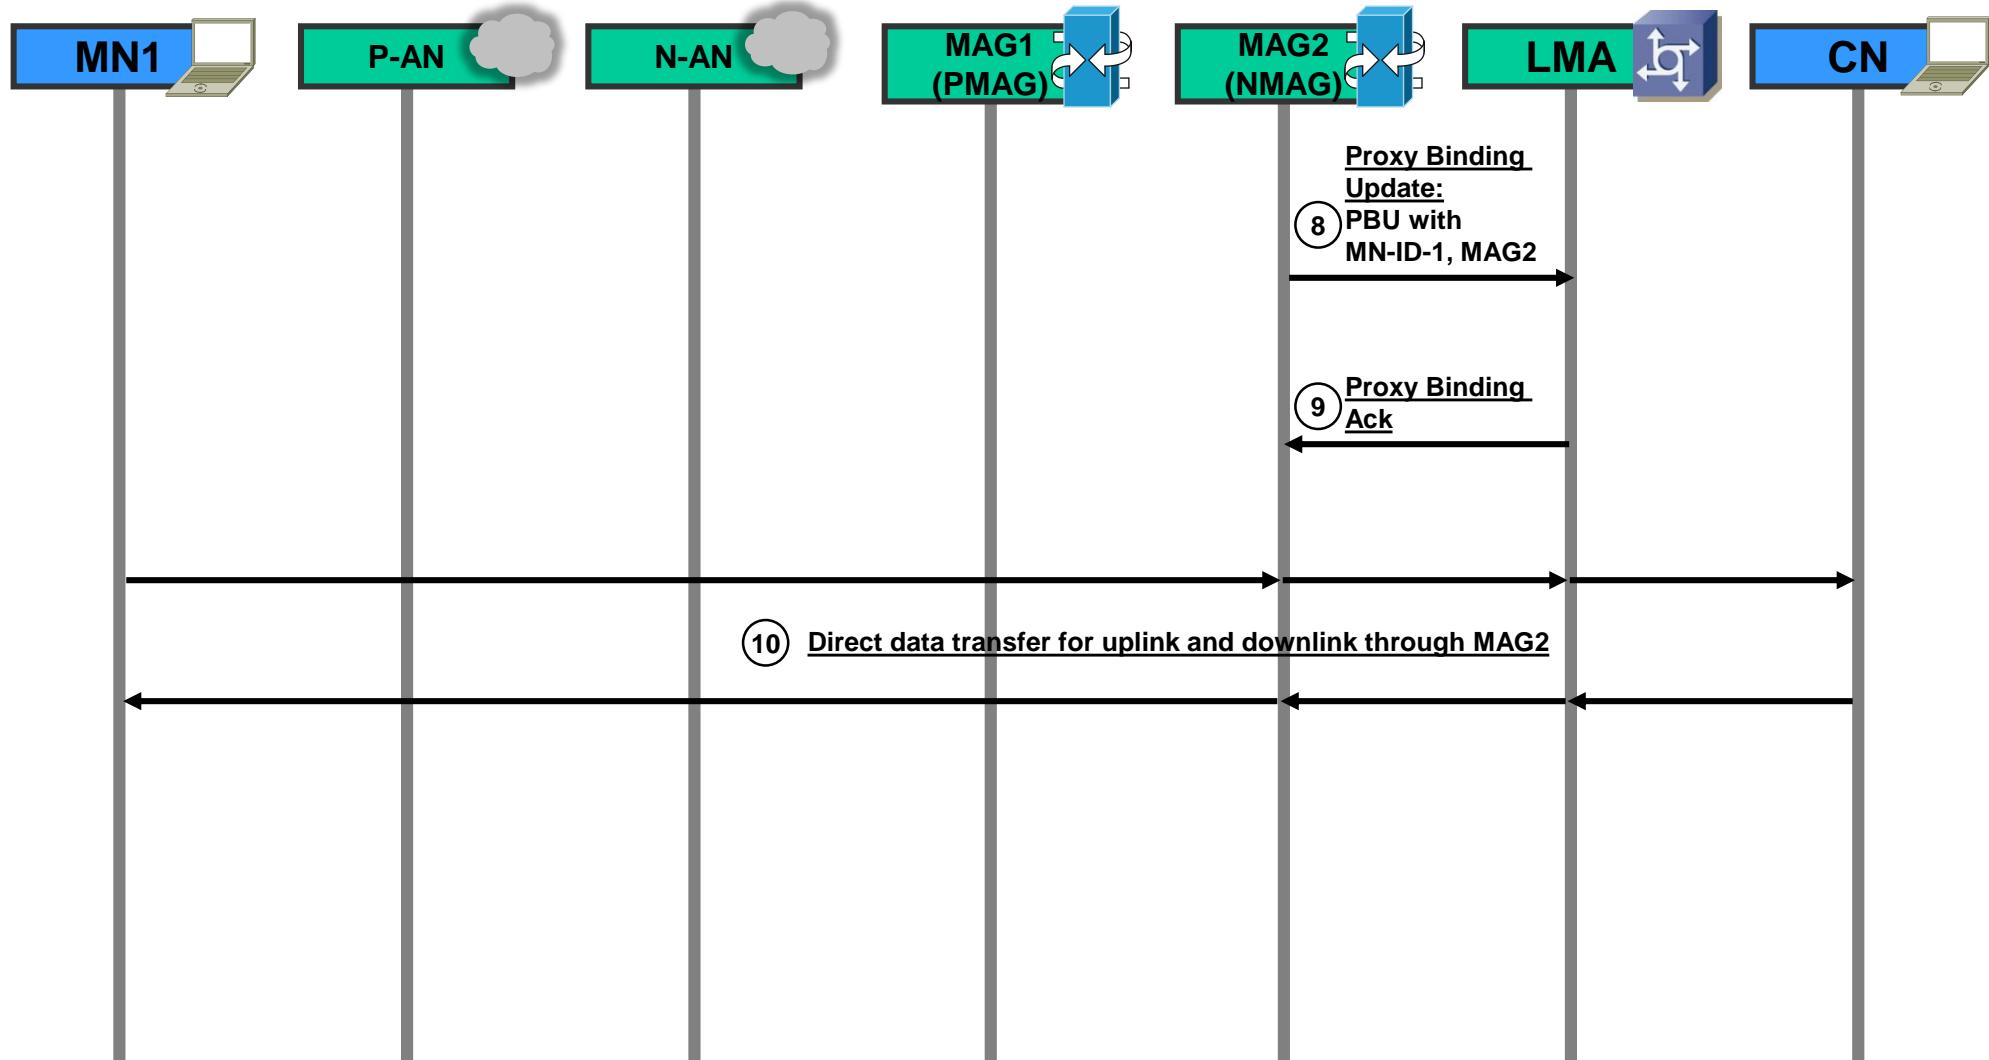 MN1
P-AN
N-AN
MAG1
(PMAG)
MAG2
(NMAG)
LMA
CN
Proxy Binding
Update:
8
PBU with
MN-ID-1, MAG2
Proxy Binding
9
Ack
10 Direct data transfer for uplink and downlink through MAG2